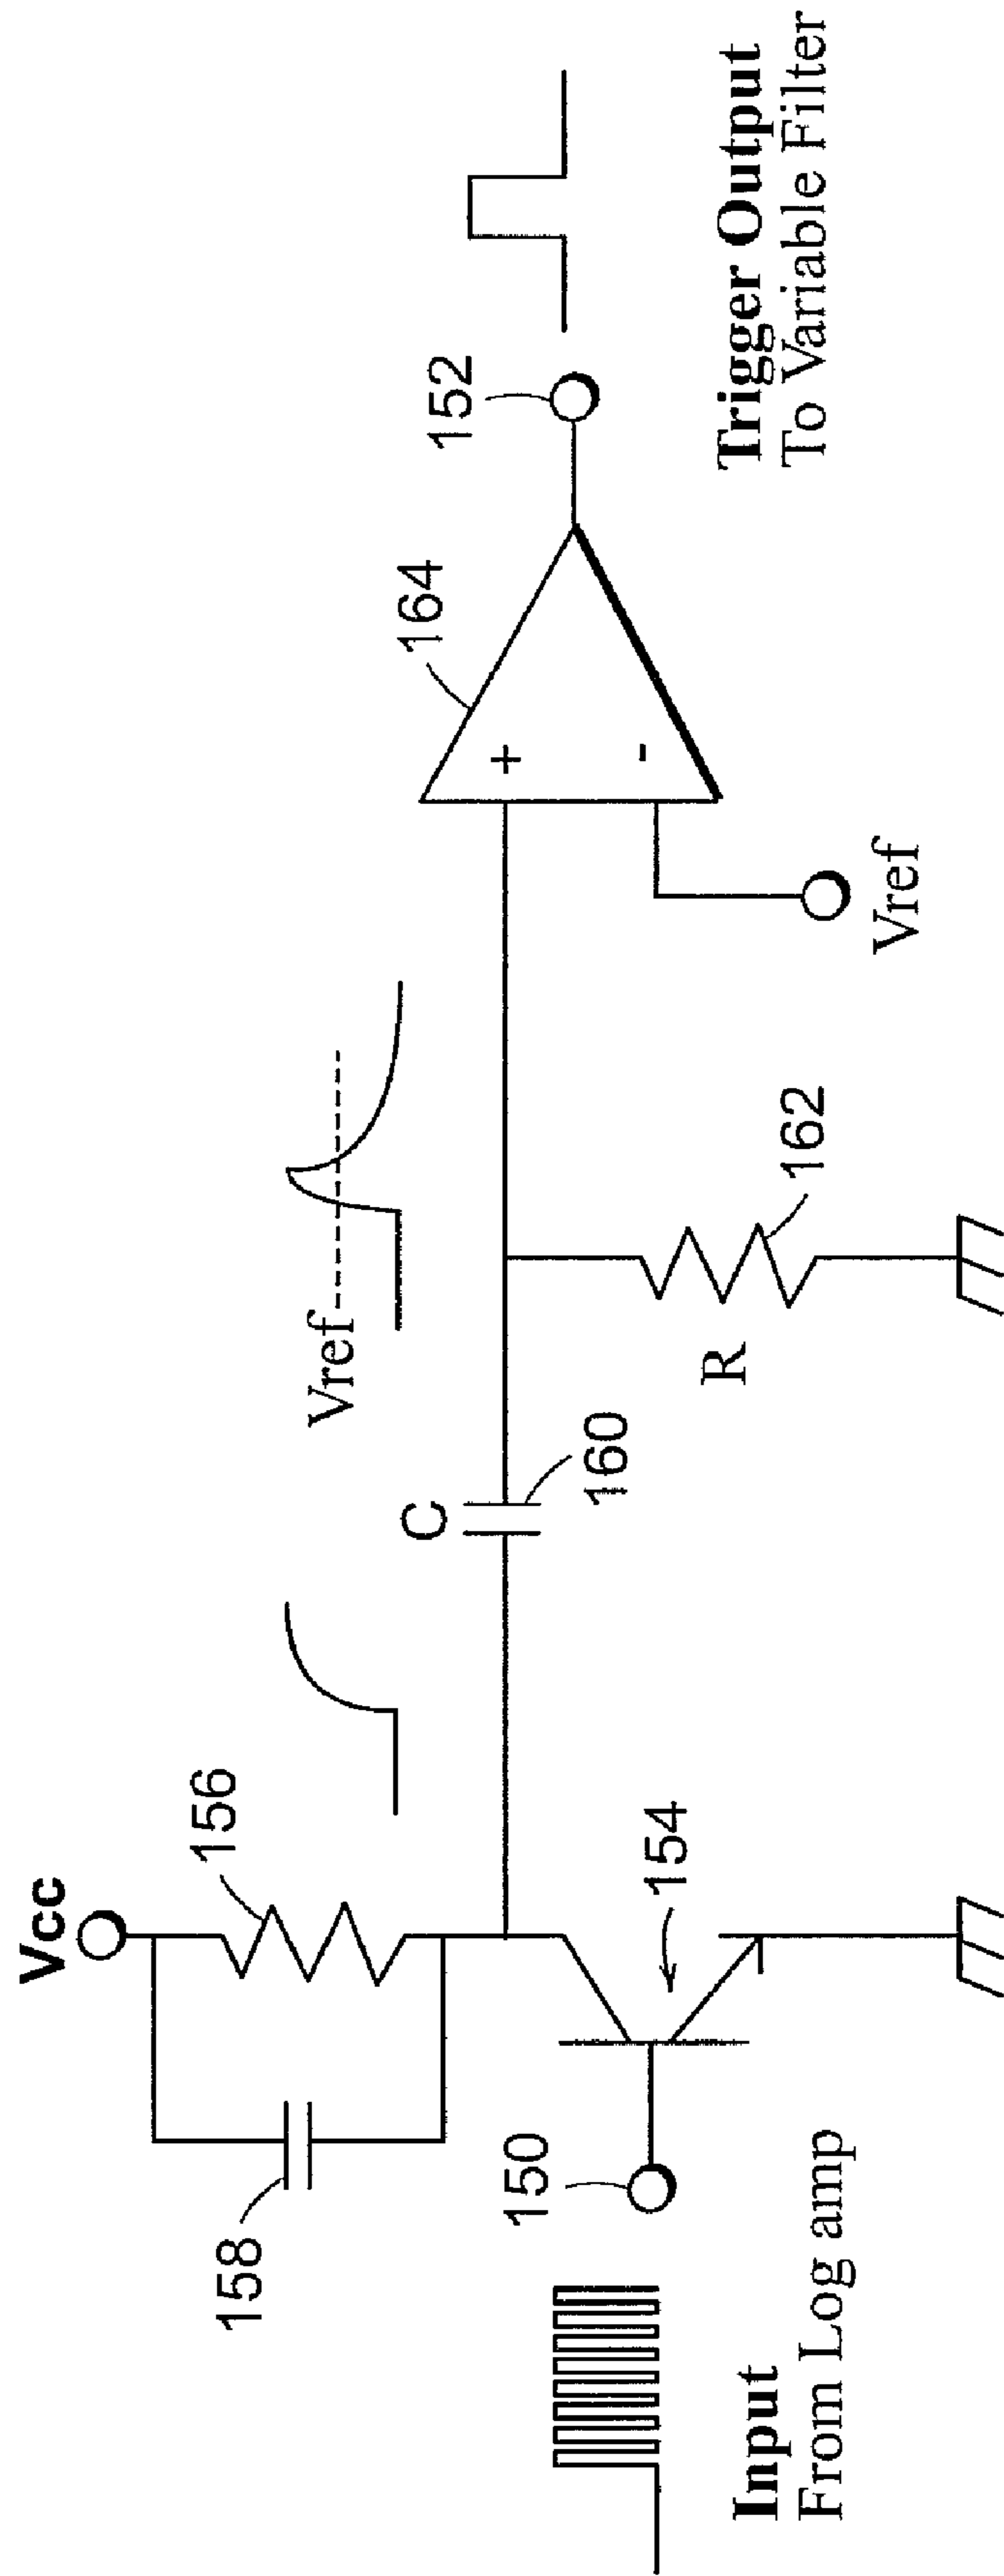 Vcc
158
156
Input
From Log amp
150
154
C
160
Vref
R
162
+
-
Vref
164
152
Trigger Output
To Variable Filter